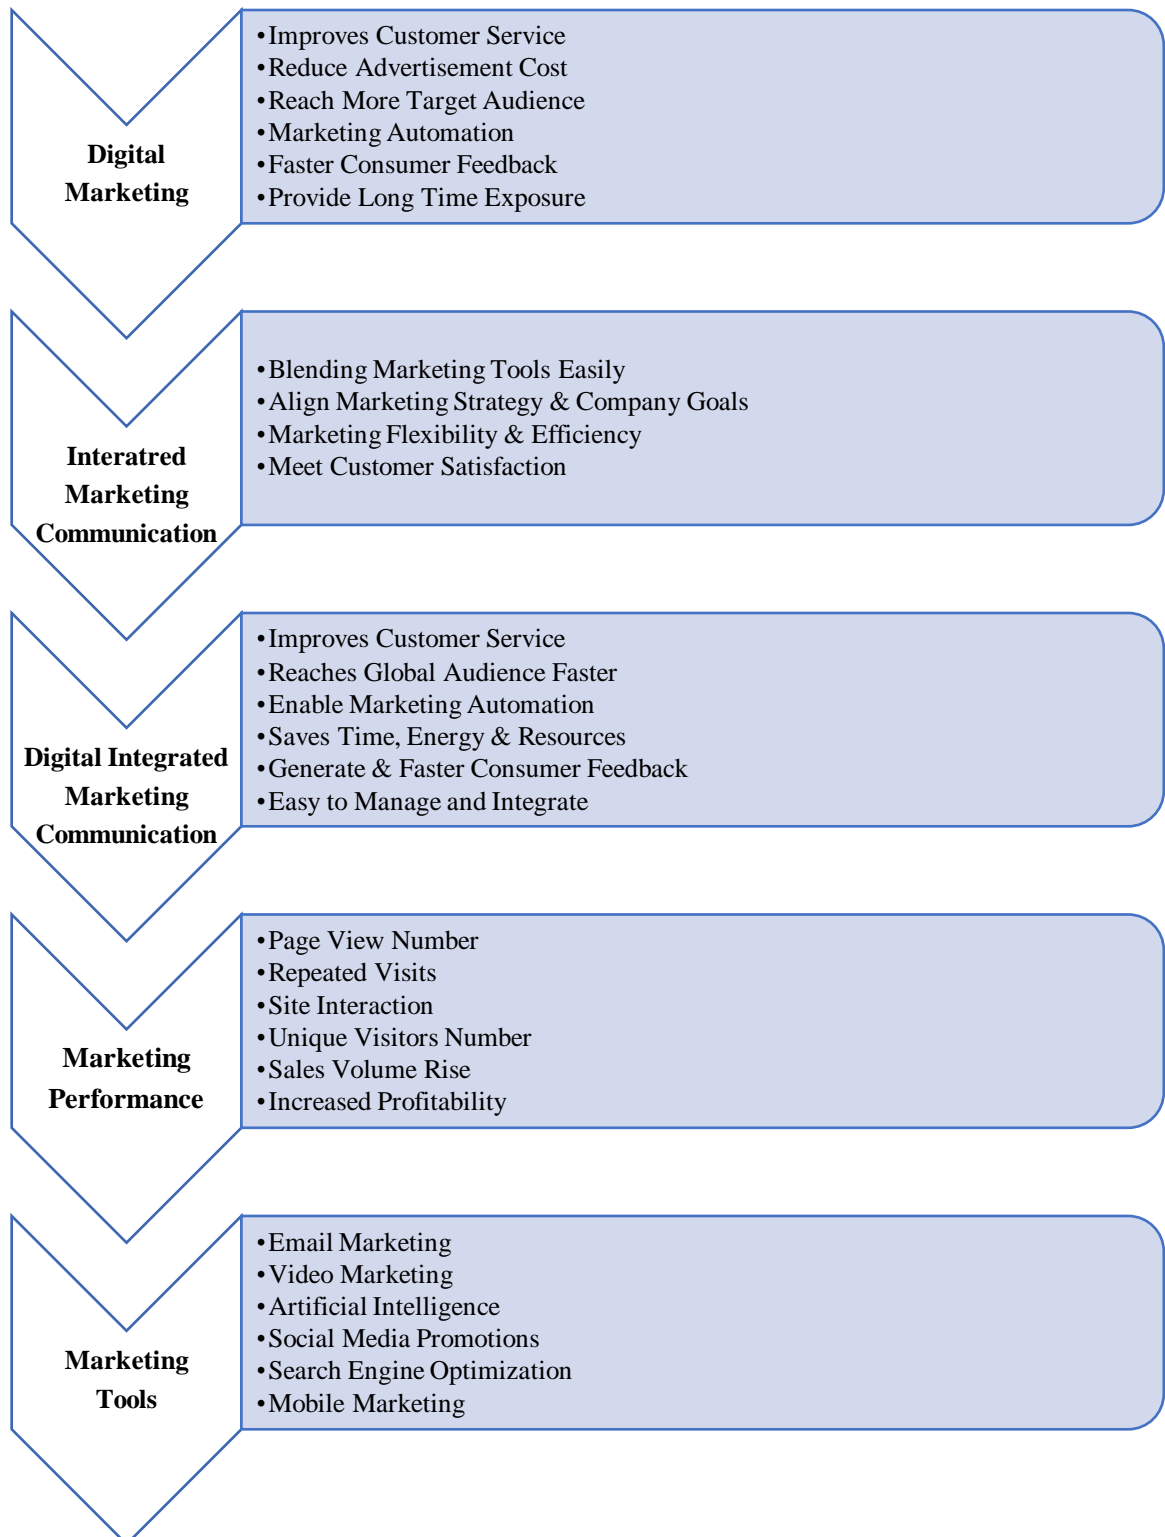 Digital
Marketing
•Improves Customer Service
•Reduce Advertisement Cost
•Reach More Target Audience
•Marketing Automation
•Faster Consumer Feedback
•Provide Long Time Exposure
Interatred
Marketing
Communication
•Blending Marketing Tools Easily
•Align Marketing Strategy & Company Goals
•Marketing Flexibility & Efficiency
•Meet Customer Satisfaction
Digital Integrated
Marketing
Communication
•Improves Customer Service
•Reaches Global Audience Faster
•Enable Marketing Automation
•Saves Time, Energy & Resources
•Generate & Faster Consumer Feedback
•Easy to Manage and Integrate
Marketing
Performance
•Page View Number
•Repeated Visits
•Site Interaction
•Unique Visitors Number
•Sales Volume Rise
•Increased Profitability
Marketing
Tools
•Email Marketing
•Video Marketing
•Artificial Intelligence
•Social Media Promotions
•Search Engine Optimization
•Mobile Marketing